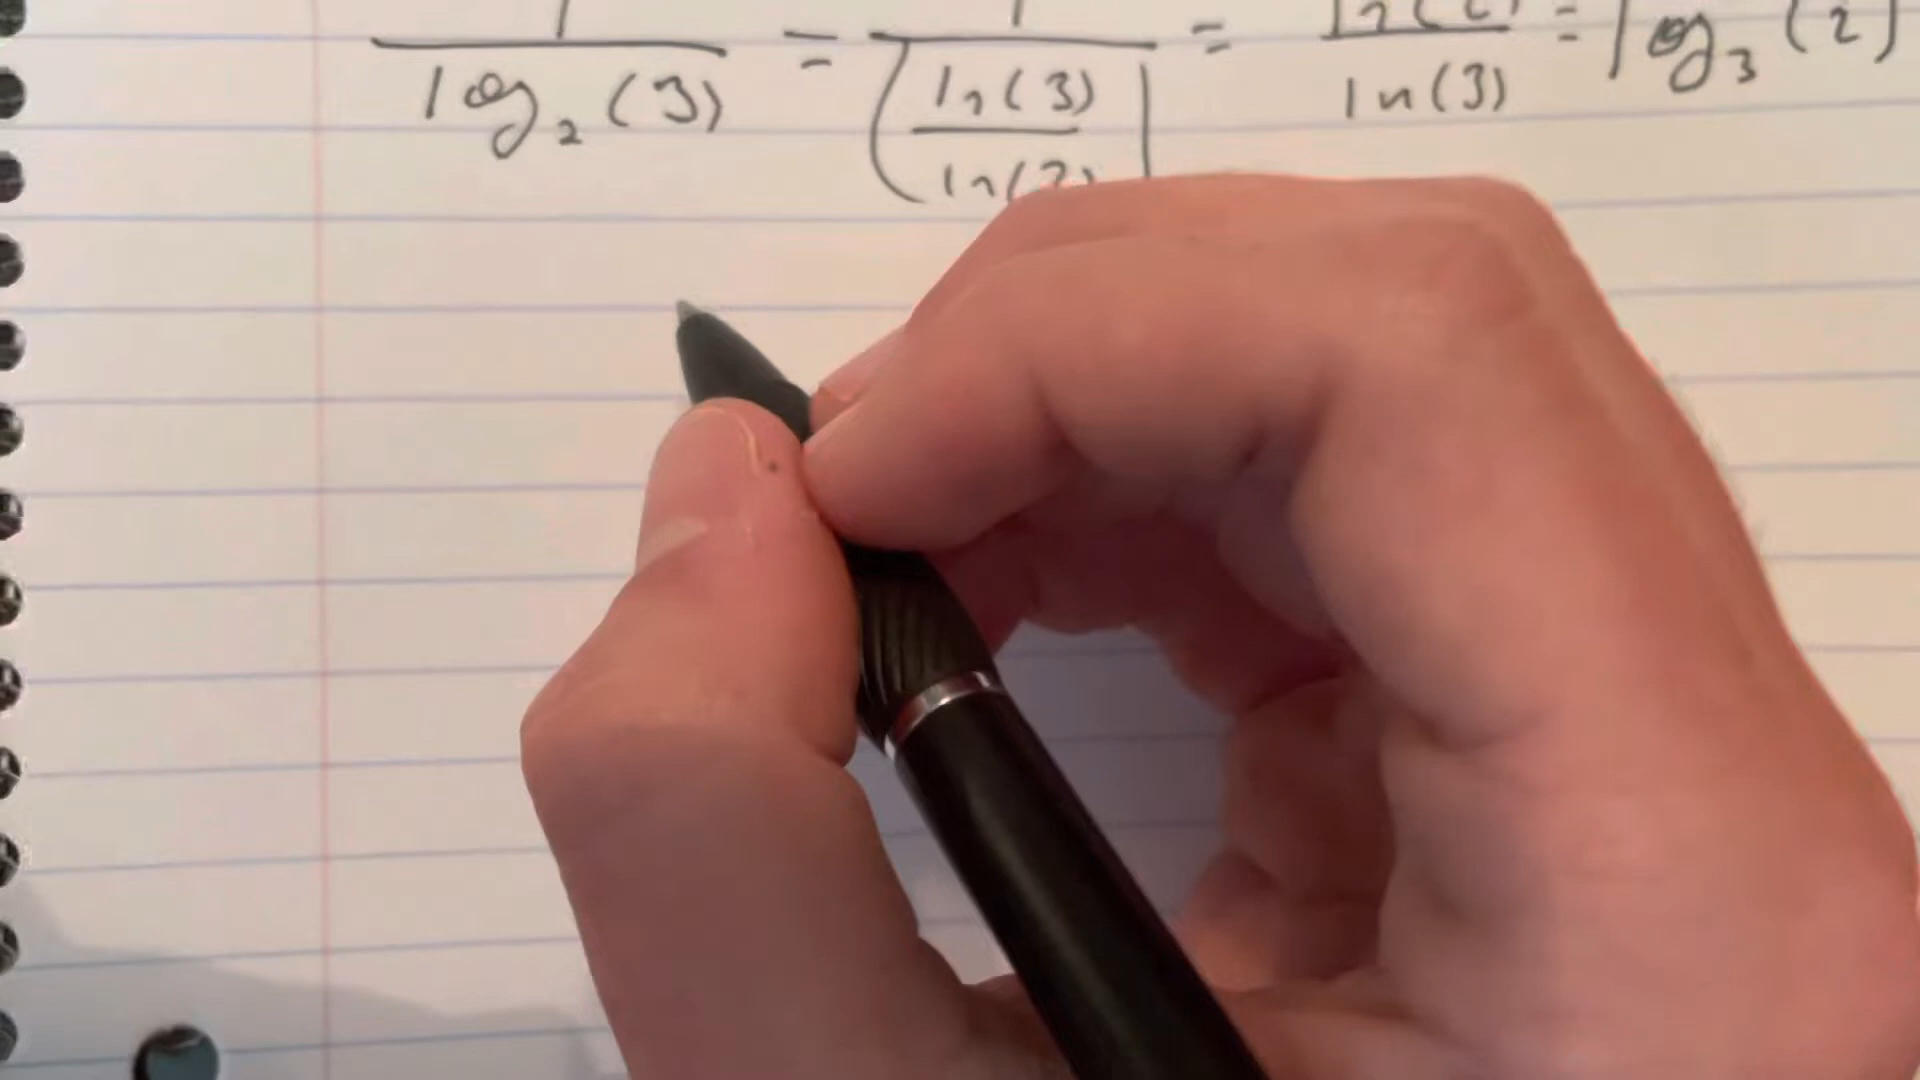 1/log₂(3) = 1/(ln(3)/ln(2)) = ln(2)/ln(3) = log₃(2)